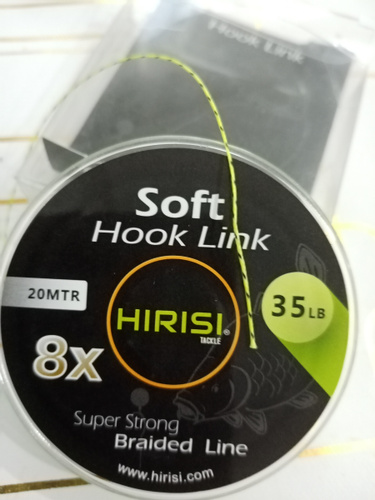 Hook Link
Soft
Hook Link
20MTR
HIRISI®
TACKLE
35LB
8x
Super Strong
Braided Line
www.hirisi.com